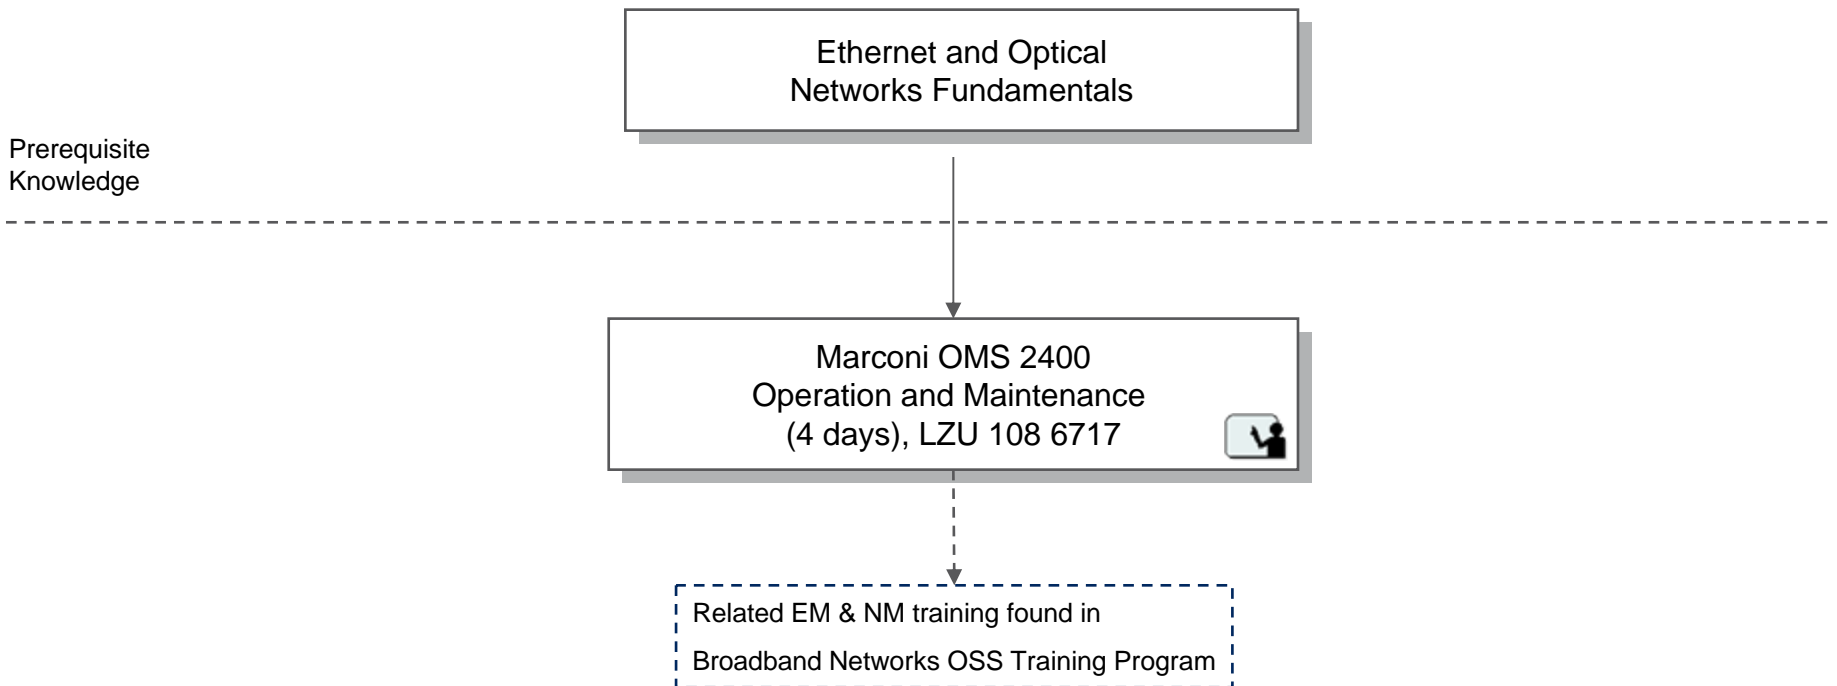 Ethernet and Optical
Networks Fundamentals
Prerequisite
Knowledge
Marconi OMS 2400
Operation and Maintenance
(4 days), LZU 108 6717
Related EM & NM training found in
Broadband Networks OSS Training Program